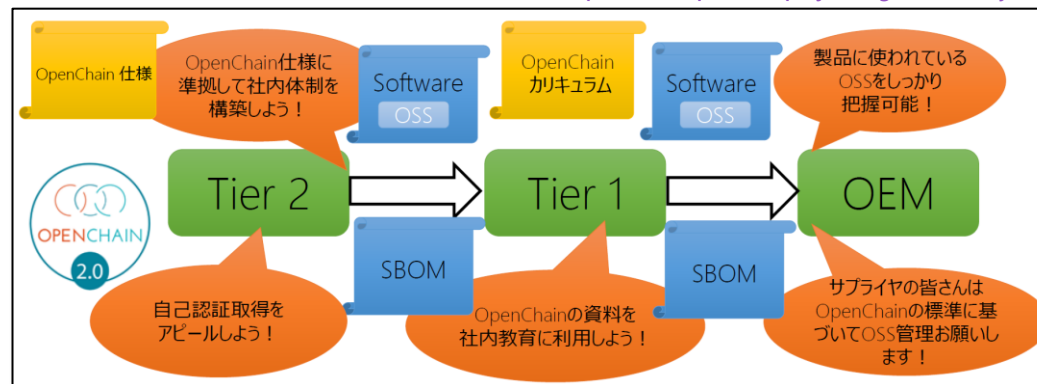 OpenChain 仕様
OpenChain仕様に
準拠して社内体制を
構築しよう！
Software
OSS
OpenChain
カリキュラム
Software
OSS
製品に使われている
OSSをしっかり
把握可能！
Tier 2
Tier 1
OEM
OPENCHAIN
2.0
SBOM
SBOM
自己認証取得を
アピールしよう！
OpenChainの資料を
社内教育に利用しよう！
サプライヤの皆さんは
OpenChainの標準に基
づいてOSS管理お願いし
ます！